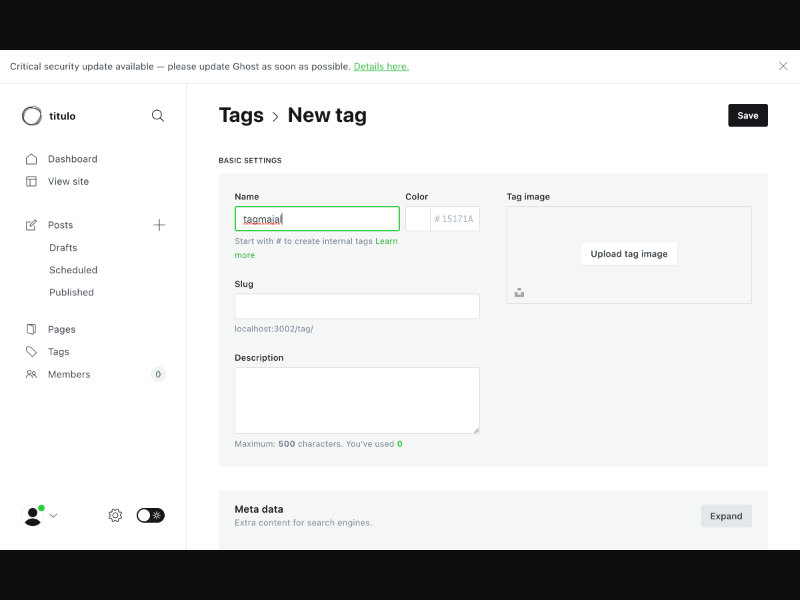 Critical security update available — please update Ghost as soon as possible. Details here.
titulo
Tags > New tag
Save
Dashboard
View site
Posts
Drafts
Scheduled
Published
Pages
Tags
Members 0
BASIC SETTINGS
Name
tagmajal
Start with # to create internal tags Learn
more
Color
# 15171A
Tag image
Upload tag image
Slug
localhost:3002/tag/
Description
Maximum: 500 characters. You've used 0
Meta data
Extra content for search engines.
Expand